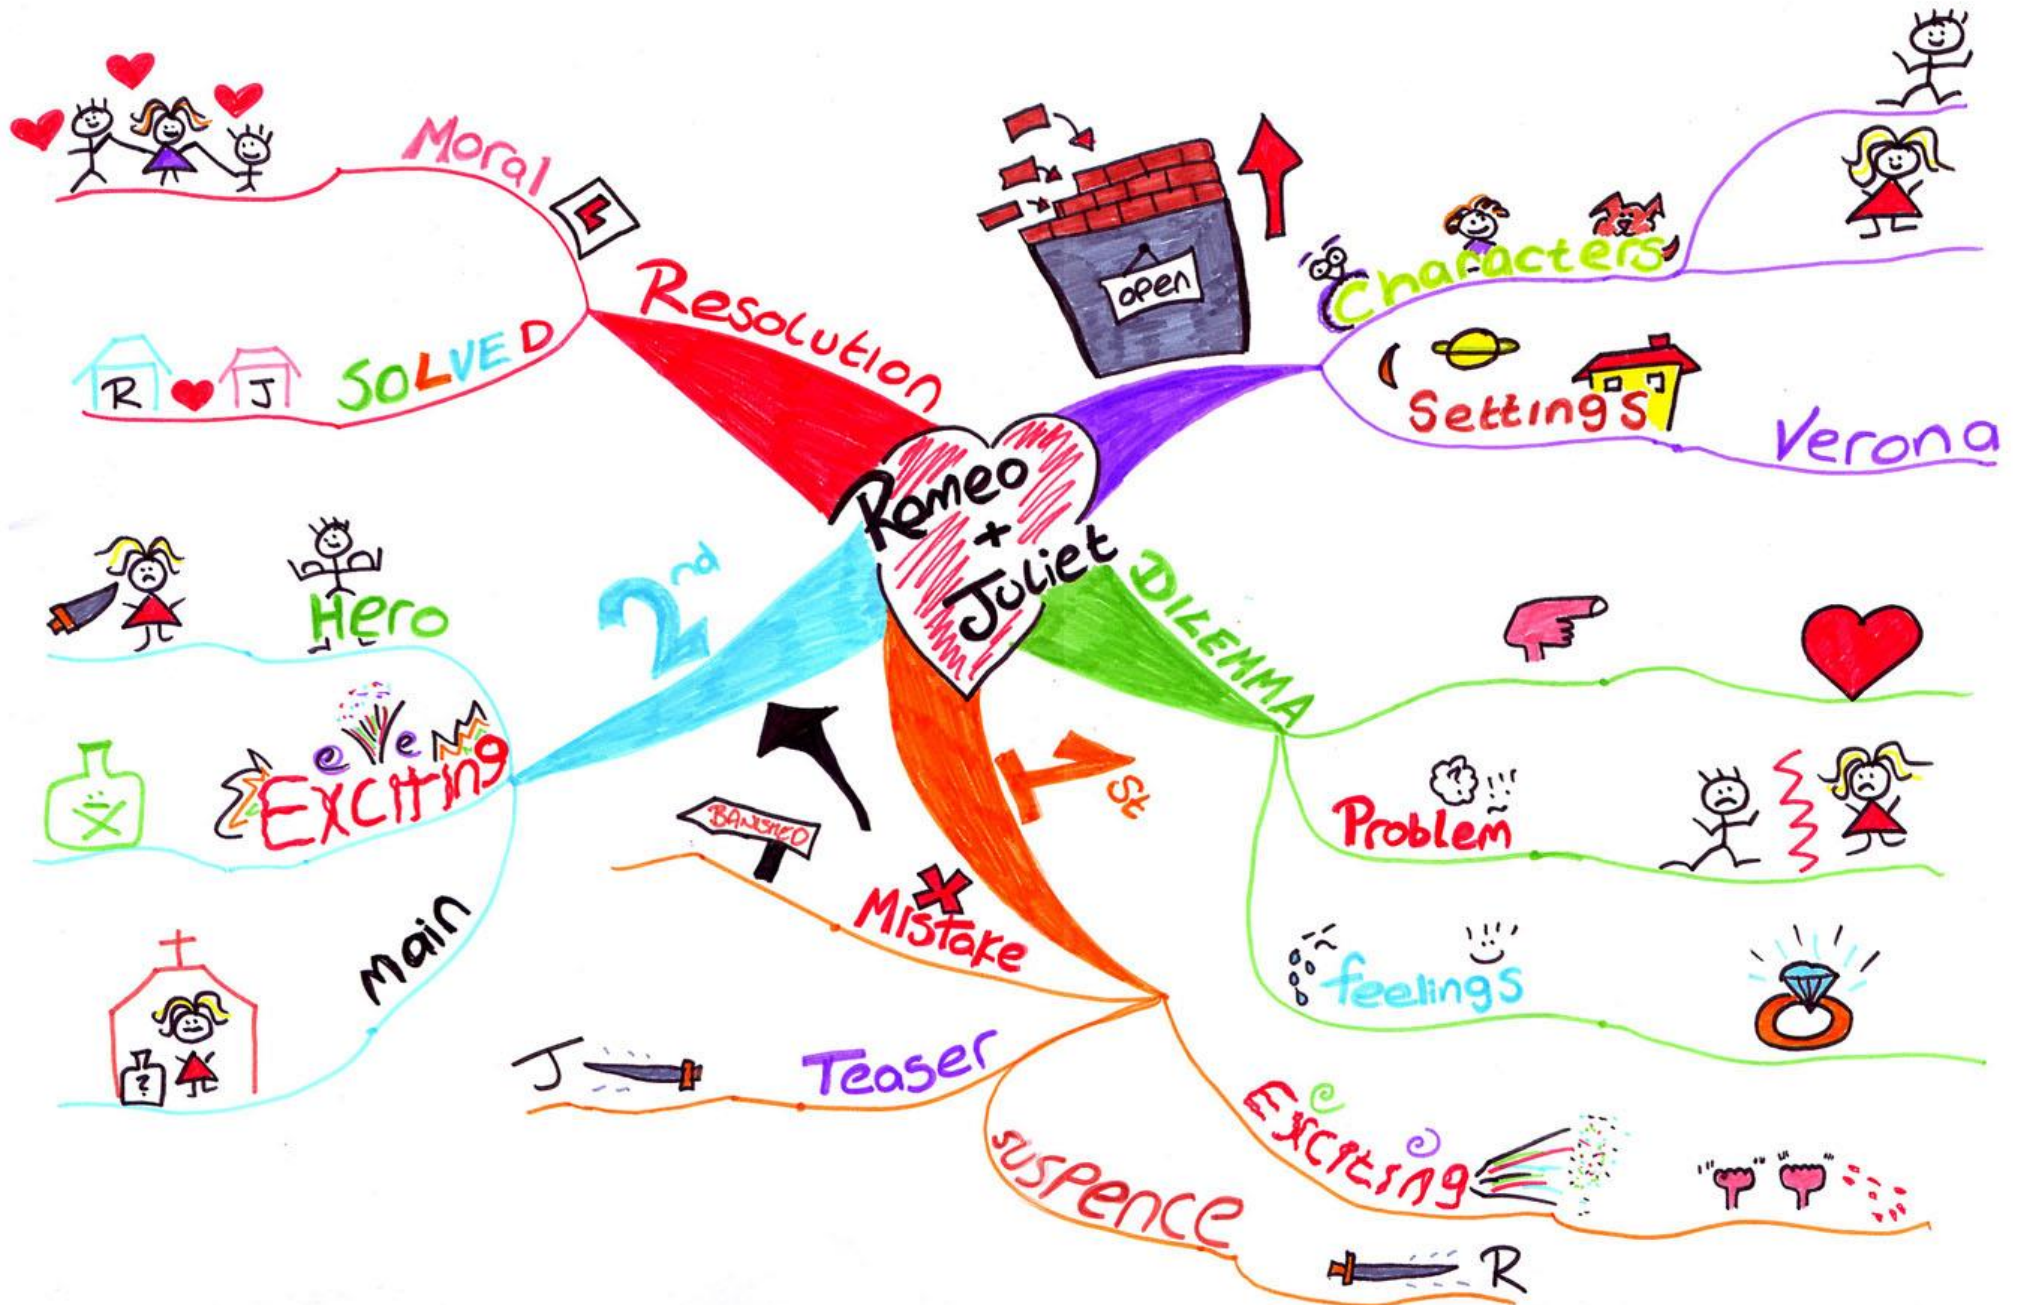 Romeo
+
Juliet
open
Characters
Settings
Verona
DILEMMA
Problem
feelings
1st
Exciting
suspence
R
Teaser
J
Mistake
BANISHED
2nd
Hero
Exciting
main
?
Resolution
Moral
SOLVED
R
J